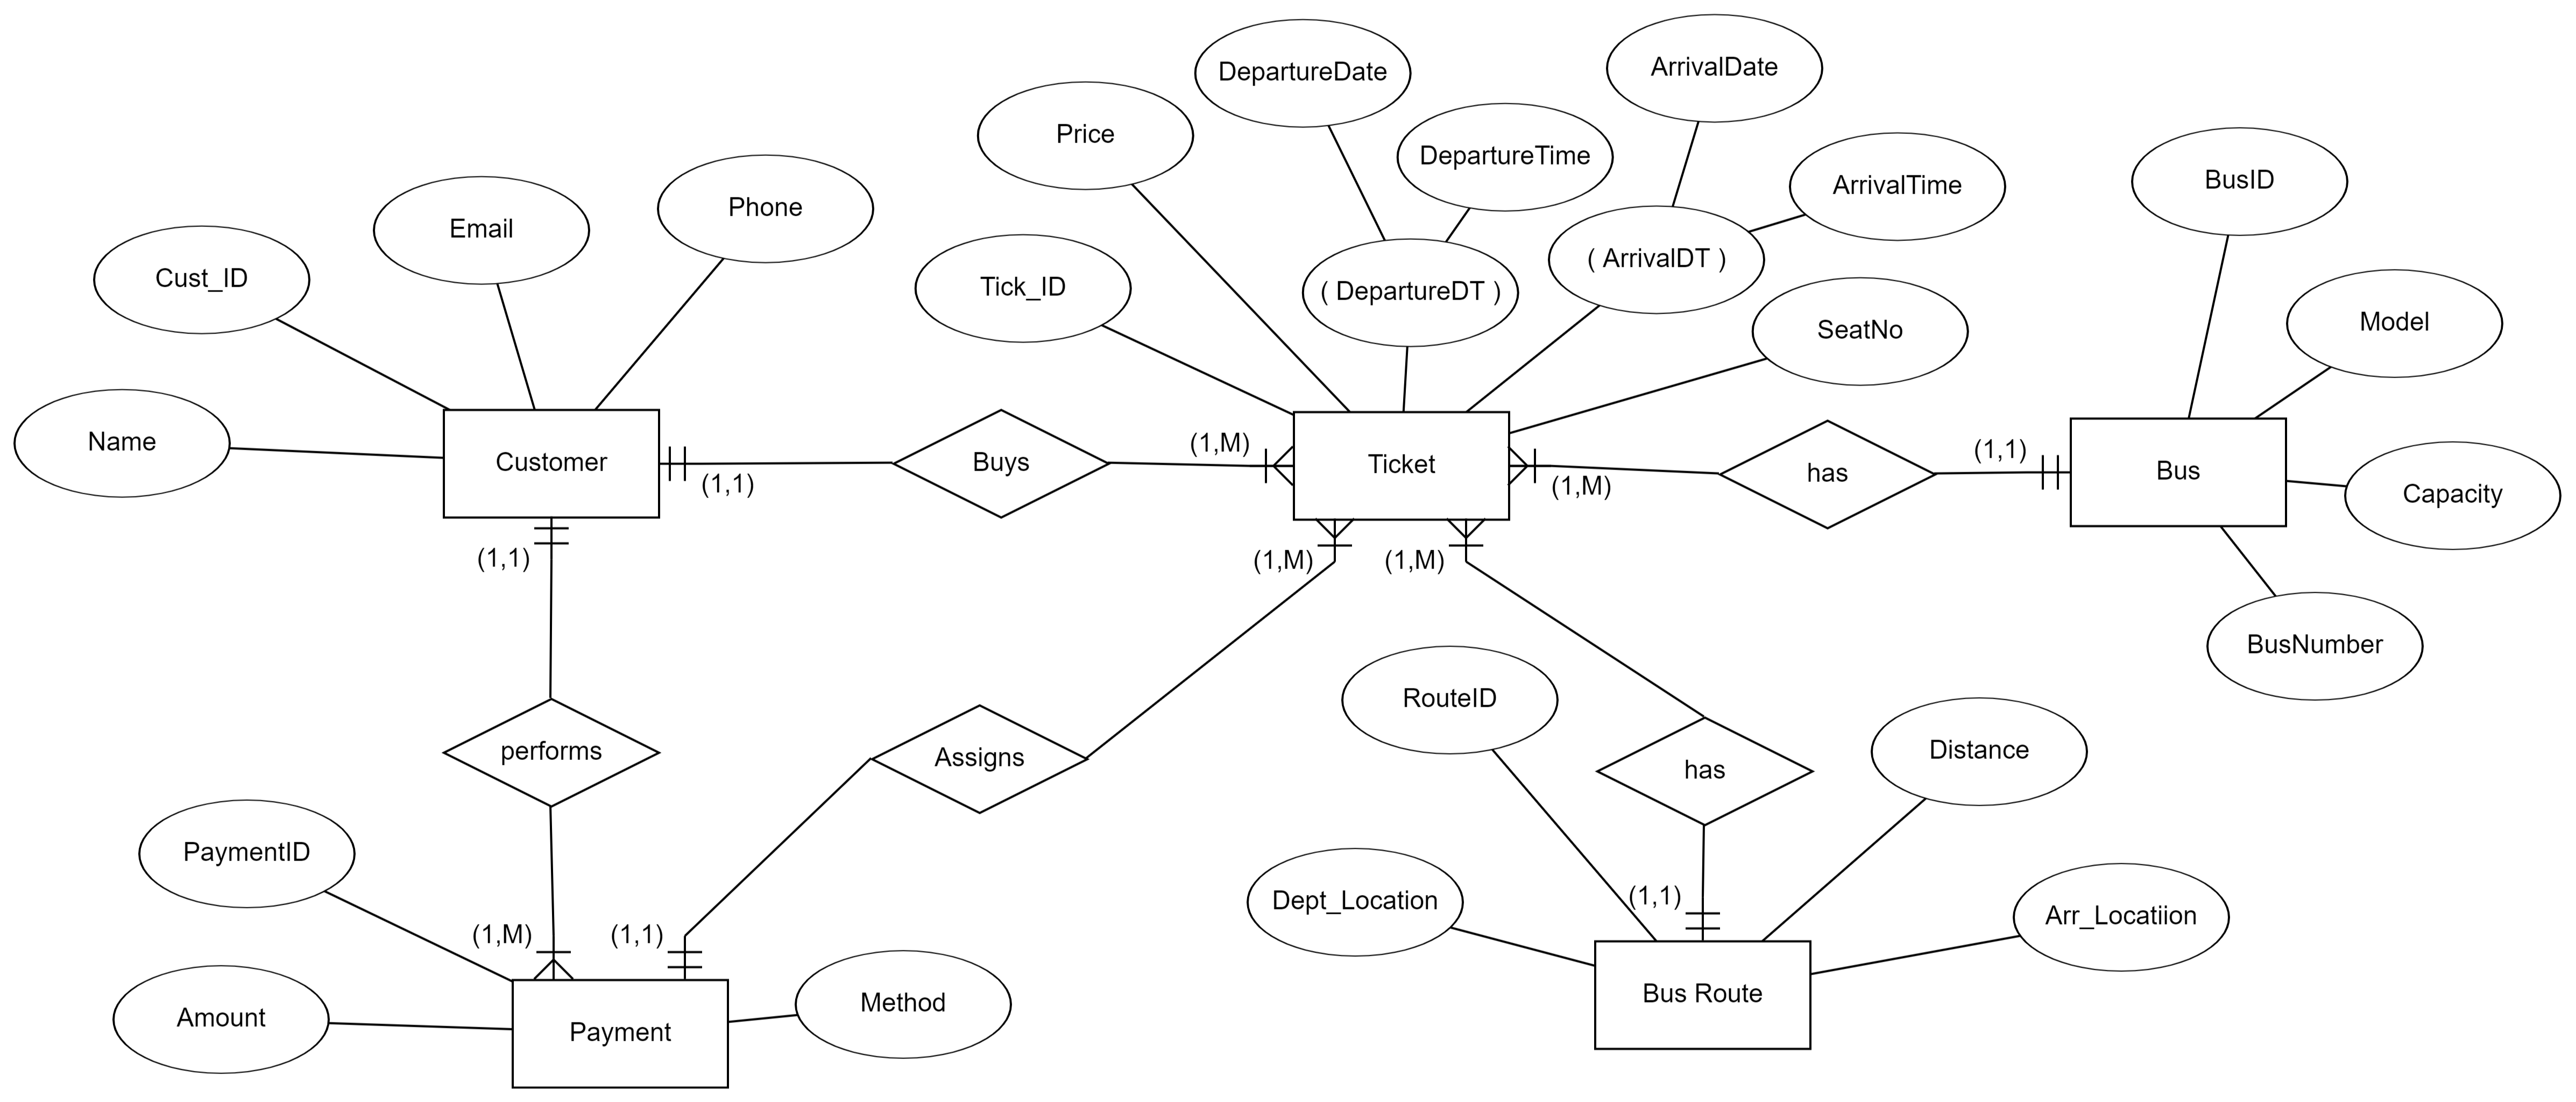 DepartureDate
ArrivalDate
Price
DepartureTime
ArrivalTime
BusID
Phone
Email
Cust_ID
Tick_ID
( DepartureDT )
( ArrivalDT )
SeatNo
Model
Name
Customer
(1,1)
Buys
(1,M)
Ticket
(1,M)
has
(1,1)
Bus
Capacity
(1,1)
(1,M)
(1,M)
BusNumber
RouteID
performs
Assigns
has
Distance
PaymentID
Dept_Location
(1,1)
Arr_Locatiion
(1,M)
(1,1)
Amount
Payment
Method
Bus Route